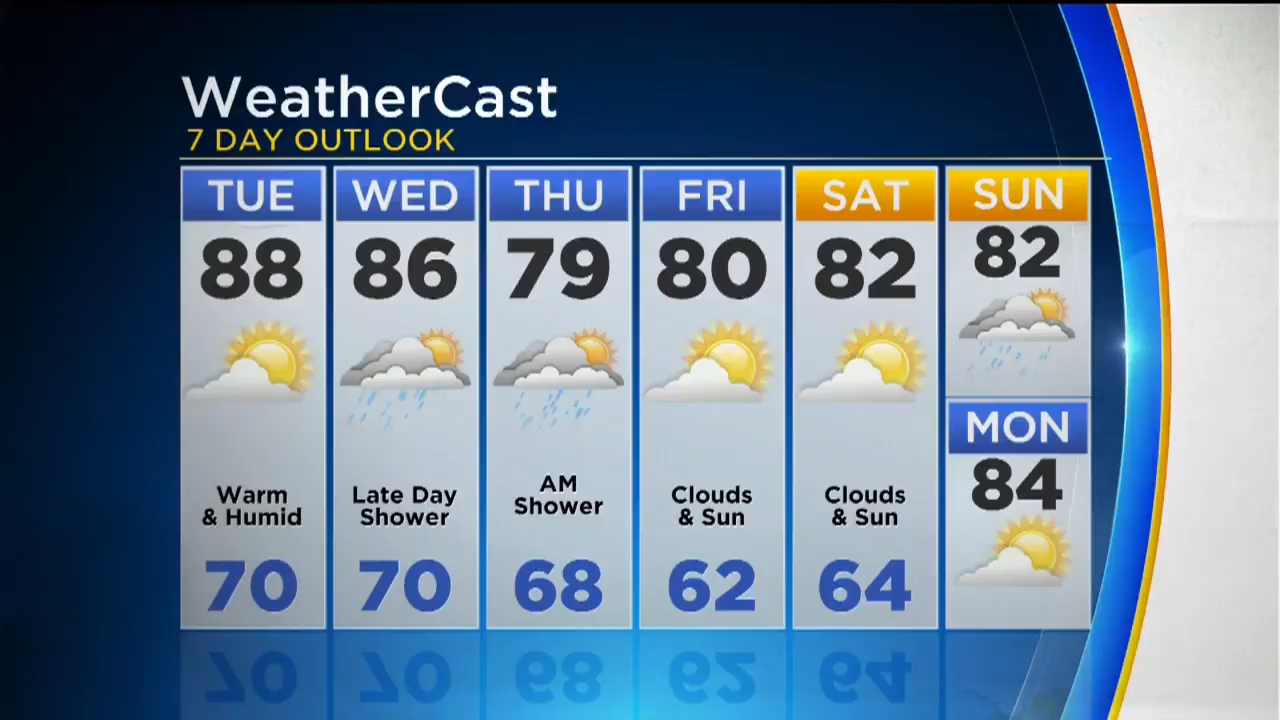 WeatherCast
7 DAY OUTLOOK
TUE
88
Warm
& Humid
70
WED
86
Late Day
Shower
70
THU
79
AM
Shower
68
FRI
80
Clouds
& Sun
62
SAT
82
Clouds
& Sun
64
SUN
82
MON
84